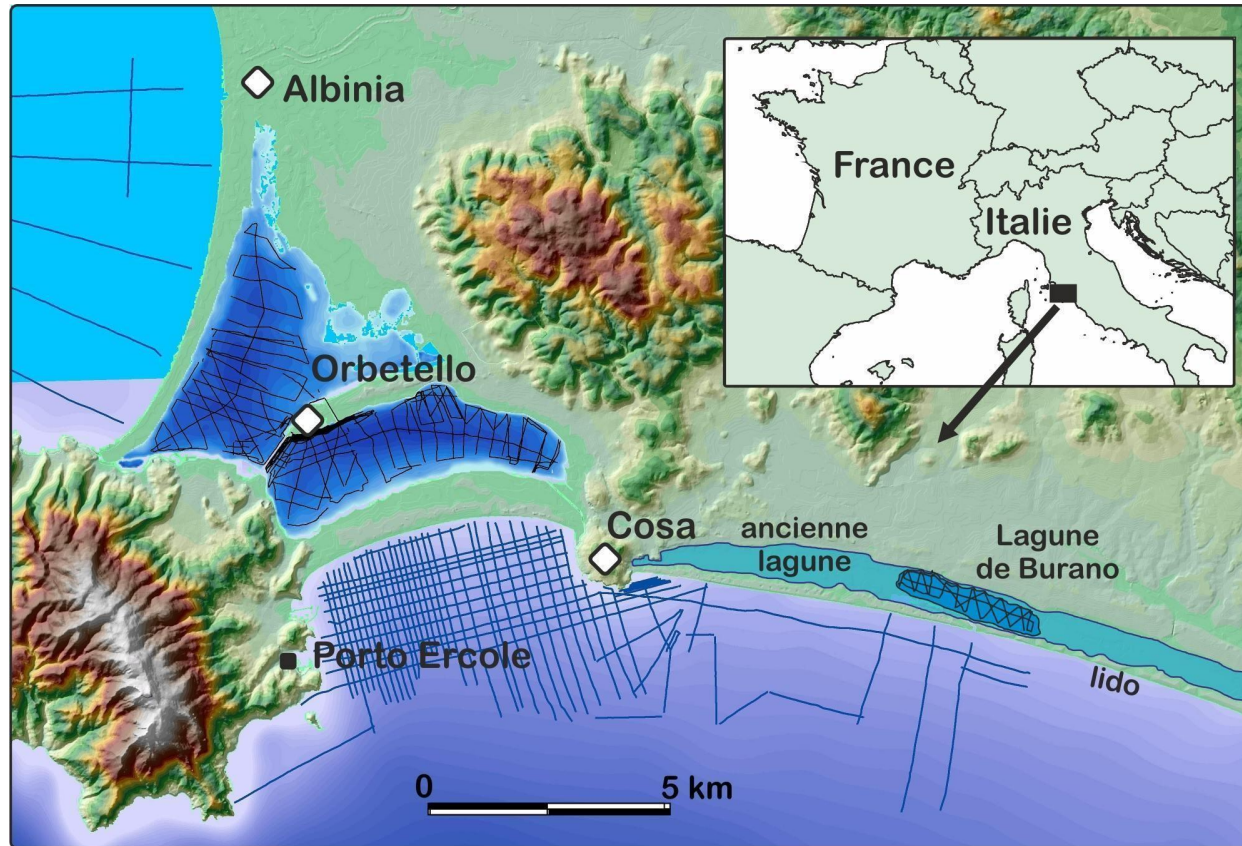 Albinia
France
Italie
Orbetello
Cosa
ancienne
lagune
Lagune
de Burano
Porto Ercole
lido
0
5 km